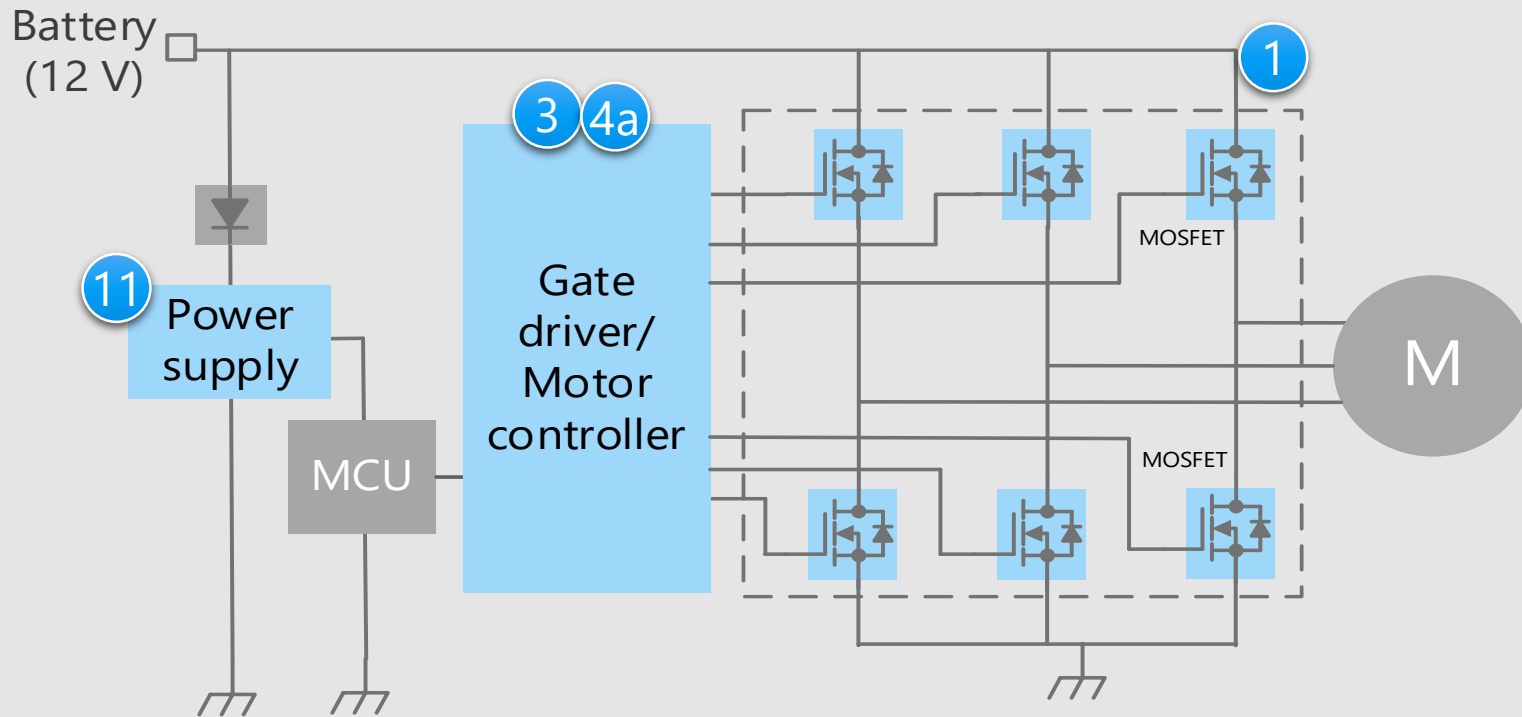 Battery
(12 V)
1
3
4a
MOSFET
11
Power
supply
Gate
driver/
Motor
controller
M
MCU
MOSFET